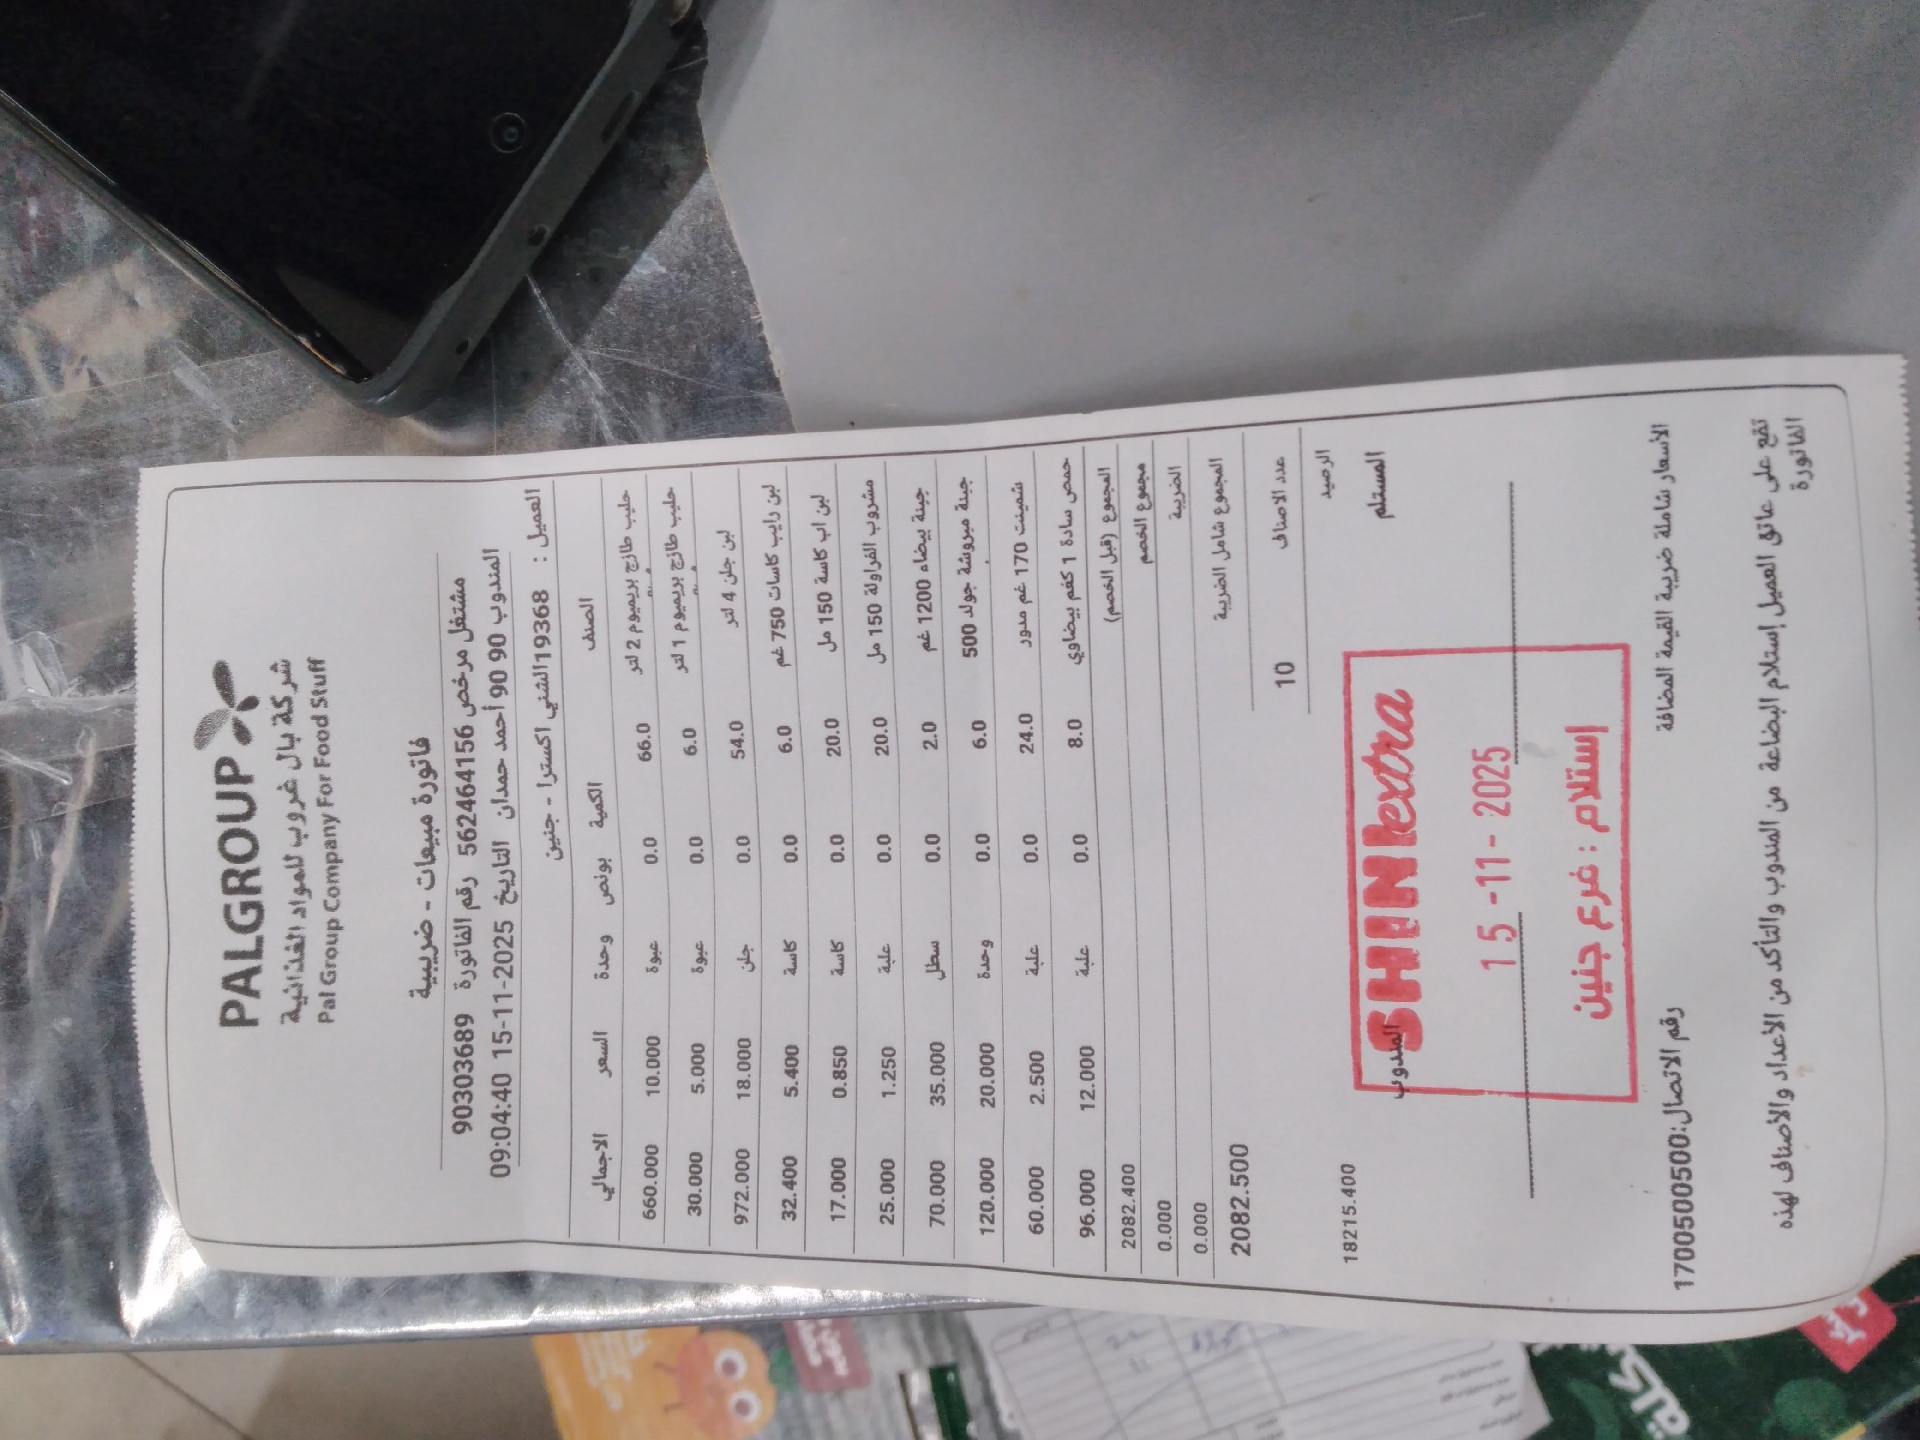 PALGROUP
شركة بال غروب للمواد الغذائية
Pal Group Company For Food Stuff
فاتورة مبيعات - ضريبية
مشتغل مرخص 562464156 رقم الفاتورة 90303689
المندوب 90 90 أحمد حمدان التاريخ 2025-11-15 09:04:40
العميل : 19368الشني اكسترا - جنين
الصنف الكمية بونص وحدة السعر الاجمالي
حليب طازج بريميوم 2 لتر 66.0 0.0 عبوة 10.000 660.000
حليب طازج بريميوم 1 لتر 6.0 0.0 عبوة 5.000 30.000
لبن جلن 4 لتر 54.0 0.0 جلن 18.000 972.000
لبن رايب كاسات 750 غم 6.0 0.0 كاسة 5.400 32.400
لبن اب كاسة 150 مل 20.0 0.0 كاسة 0.850 17.000
مشروب الفراولة 150 مل 20.0 0.0 علبة 1.250 25.000
جبنة بيضاء 1200 غم 2.0 0.0 سطل 35.000 70.000
جبنة مبروشة جولد 500 6.0 0.0 وحدة 20.000 120.000
شمينت 170 غم مدور 24.0 0.0 علبة 2.500 60.000
حمص سادة 1 كغم بيضاوي 8.0 0.0 علبة 12.000 96.000
المجموع (قبل الخصم) 2082.400
مجموع الخصم 0.000
الضريبة 0.000
المجموع شامل الضريبة 2082.500
عدد الاصناف 10
الرصيد 18215.400
المستلم المندوب
SHINI extra
15-11-2025
إستلام : غرع جنين
الأسعار شاملة ضريبة القيمة المضافة رقم الاتصال:1700500550
تقع على عاتق العميل إستلام البضاعة من المندوب والتأكد من الأعداد والأصناف لهذه
الفاتورة